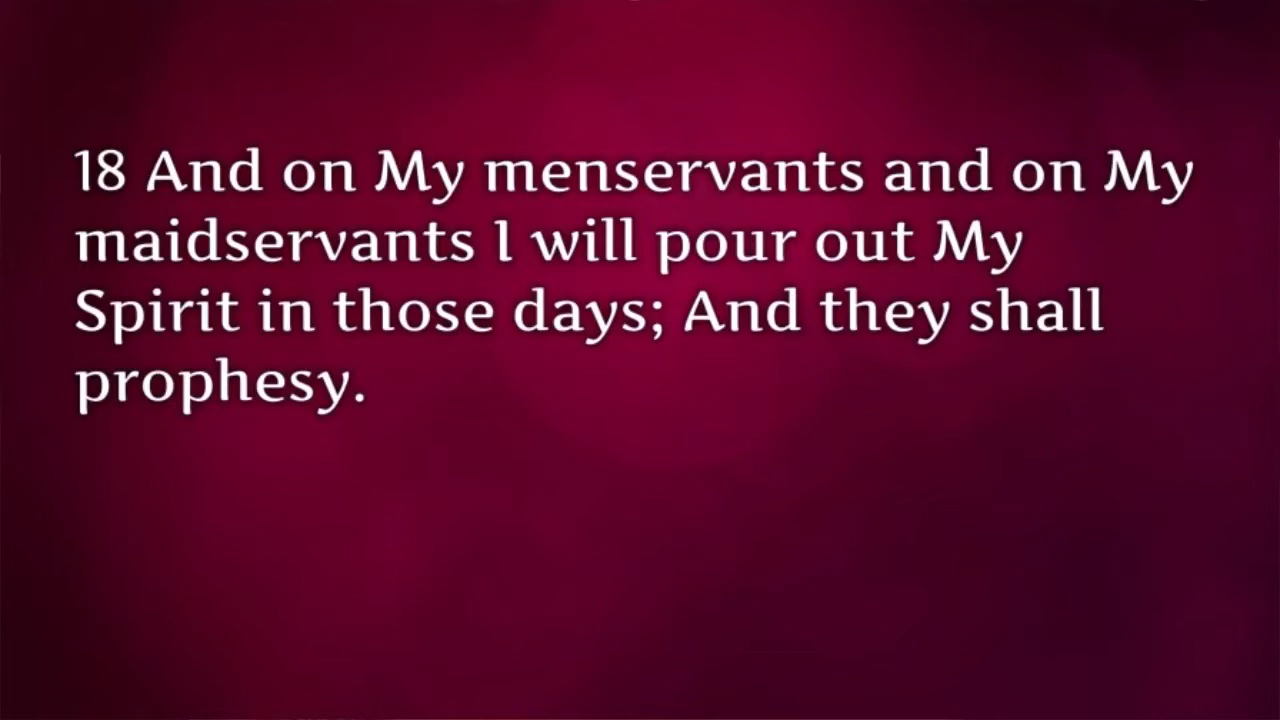 18 And on My menservants and on My
maidservants I will pour out My
Spirit in those days; And they shall
prophesy.